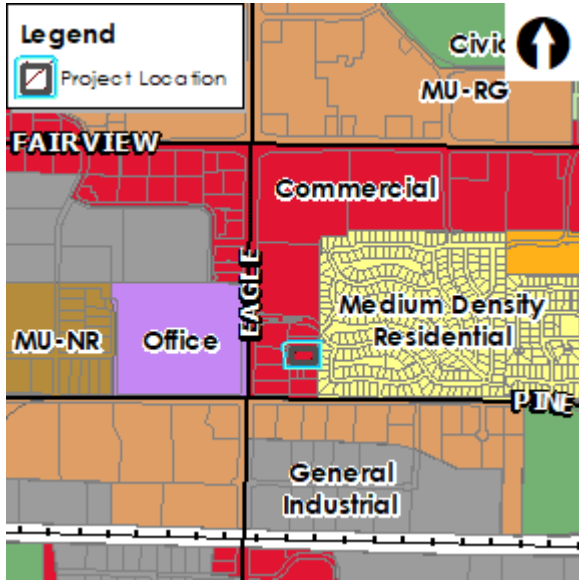 Legend
Project Location
Civic
MU-RG
FAIRVIEW
Commercial
EAGLE
Medium Density
Residential
MU-NR
Office
PINE
General
Industrial